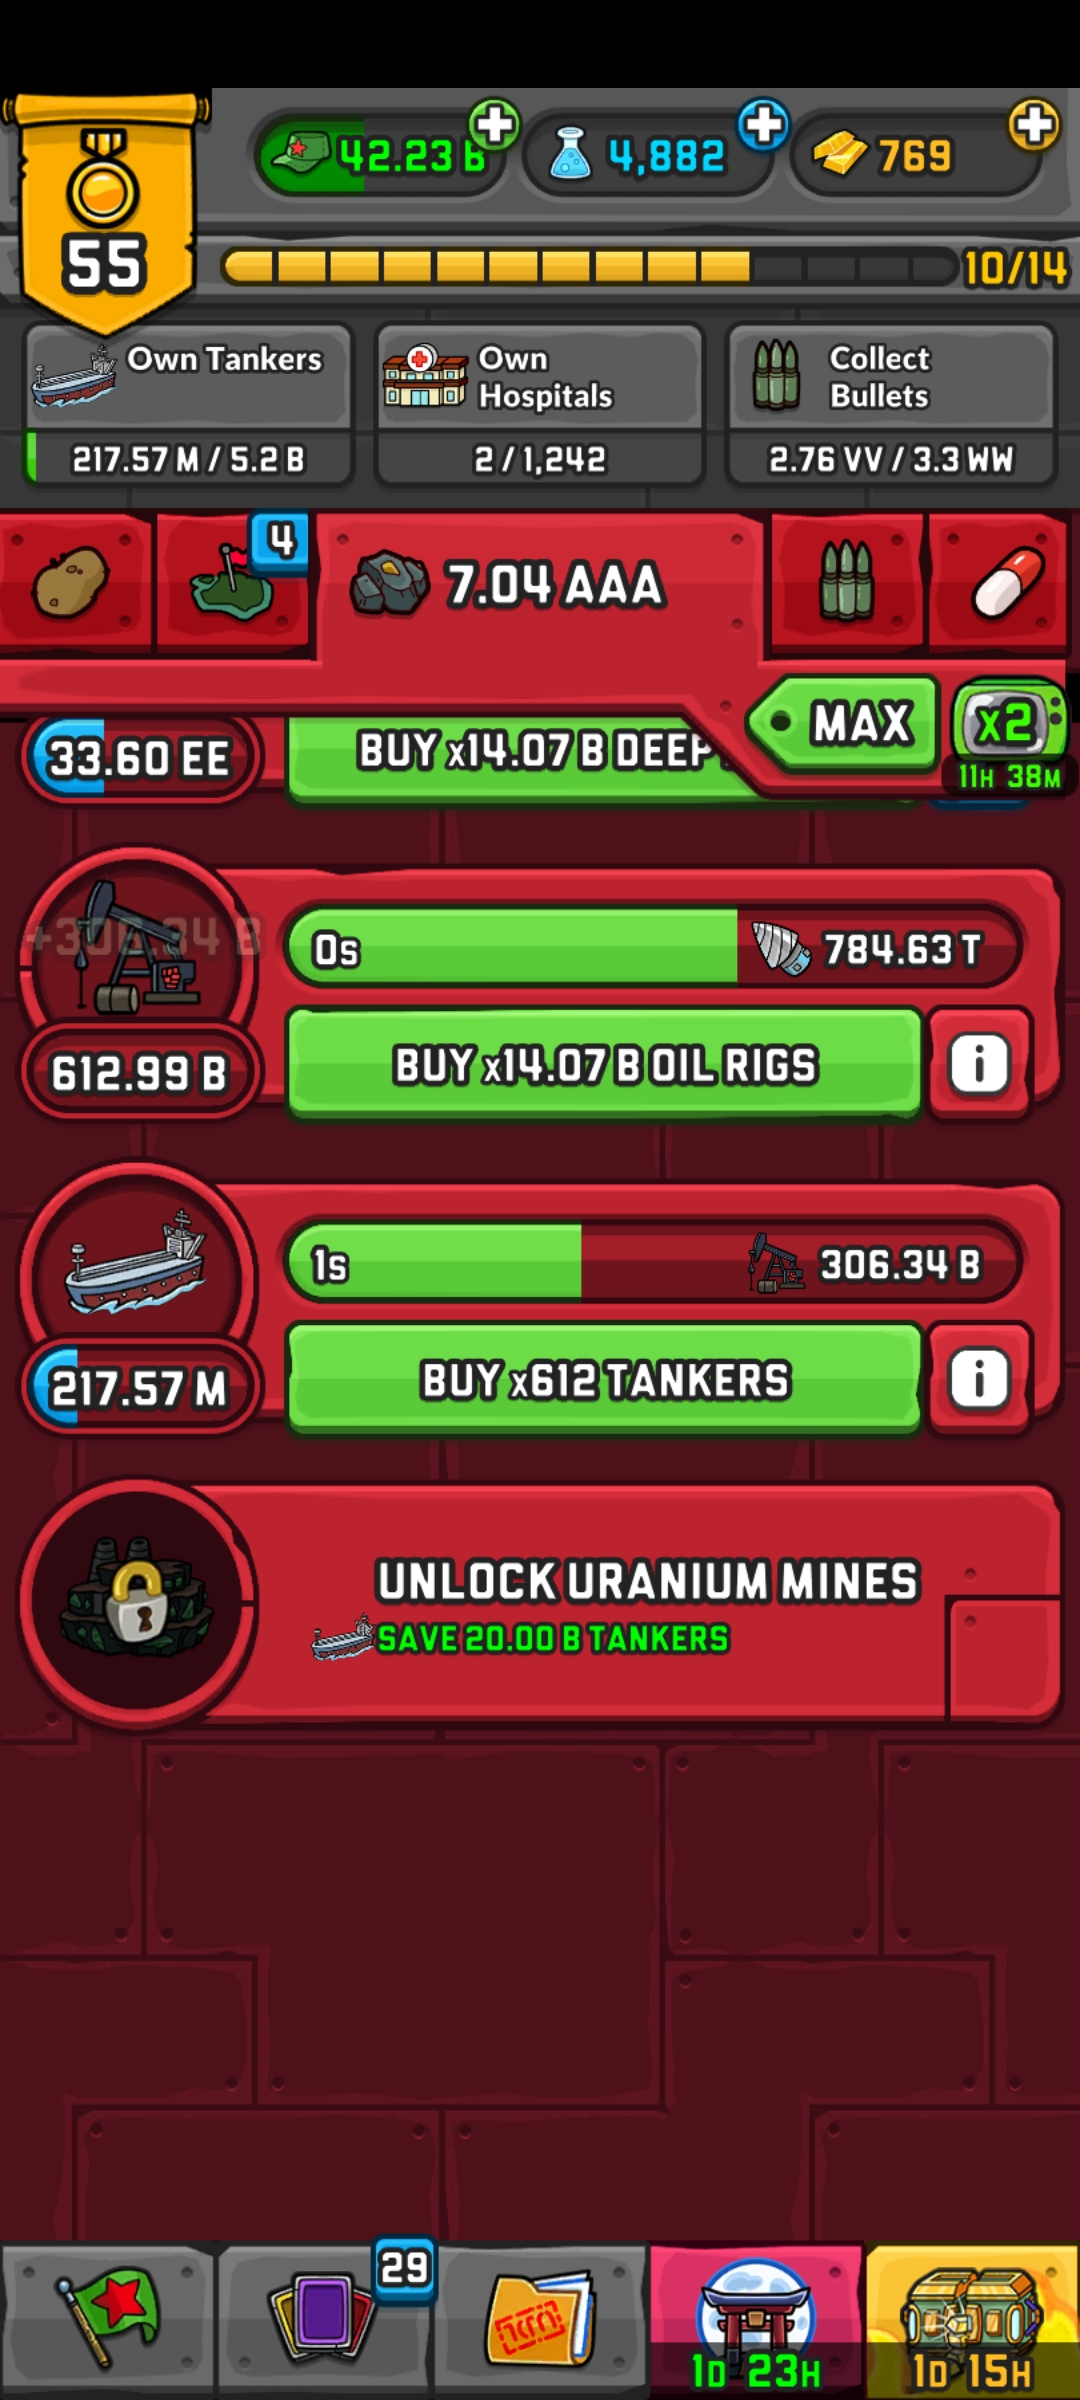 42.23 B
4,882
769
55
10/14
Own Tankers
217.57 M / 5.2 B
Own
Hospitals
2 / 1,242
Collect
Bullets
2.76 VV / 3.3 WW
4
7.04 AAA
MAX
x2
11H 38M
33.60 EE
BUY x14.07 B DEEP
+306.34 B
0s
784.63 T
612.99 B
BUY x14.07 B OIL RIGS
i
1s
306.34 B
217.57 M
BUY x612 TANKERS
i
UNLOCK URANIUM MINES
SAVE 20.00 B TANKERS
29
1D 23H
1D 15H